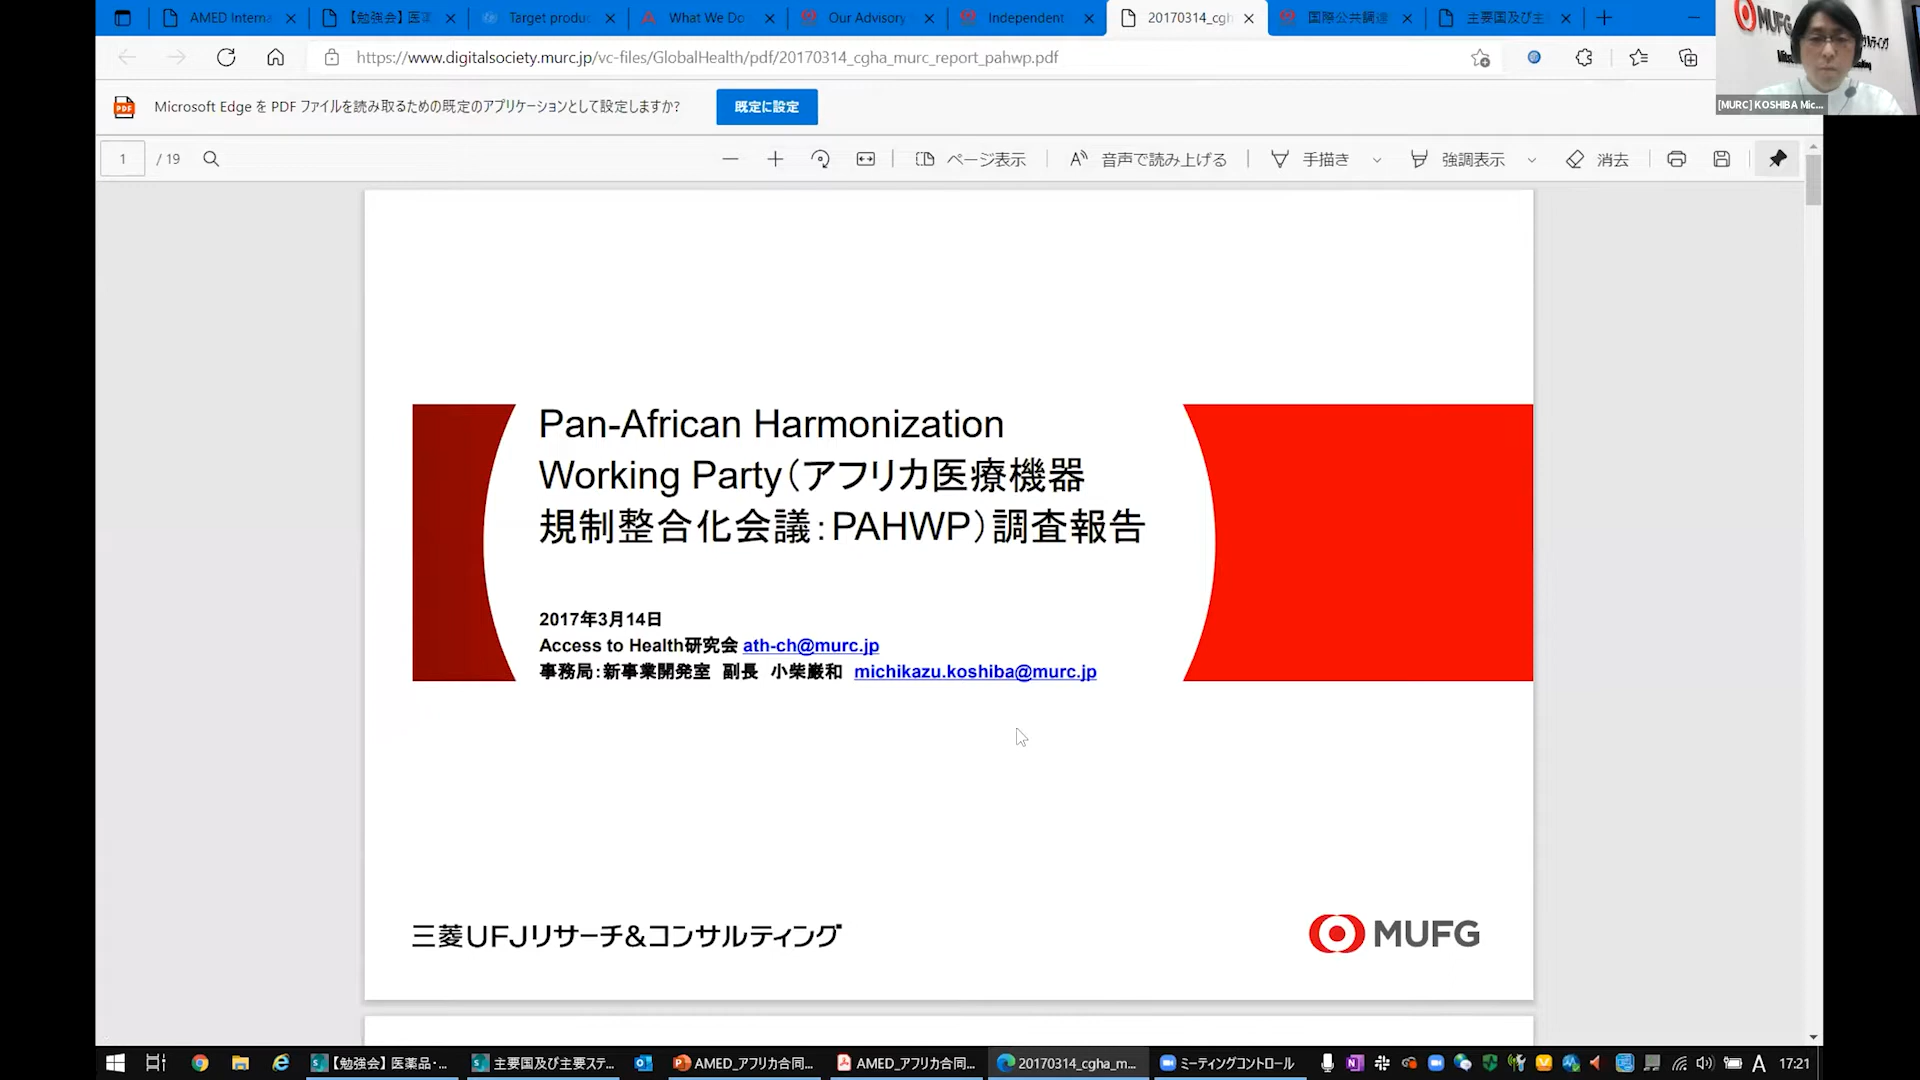 AMED Interna
【勉強会】医薬
Target produc
What We Do
Our Advisory
Independent
20170314_cgh
国際公共調達
主要国及び主
https://www.digitalsociety.murc.jp/vc-files/GlobalHealth/pdf/20170314_cgha_murc_report_pahwp.pdf
MUFG
[MURC] KOSHIBA Mic...
PDF
Microsoft Edge を PDF ファイルを読み取るための既定のアプリケーションとして設定しますか?
既定に設定
1 / 19
ページ表示
音声で読み上げる
手描き
強調表示
消去
Pan-African Harmonization
Working Party（アフリカ医療機器
規制整合化会議：PAHWP）調査報告
2017年3月14日
Access to Health研究会 ath-ch@murc.jp
事務局：新事業開発室　副長　小柴巌和　michikazu.koshiba@murc.jp
三菱UFJリサーチ&コンサルティング
MUFG
【勉強会】医薬品・...
主要国及び主要ステ...
AMED_アフリカ合同...
AMED_アフリカ合同...
20170314_cgha_m...
ミーティングコントロール
A
17:21